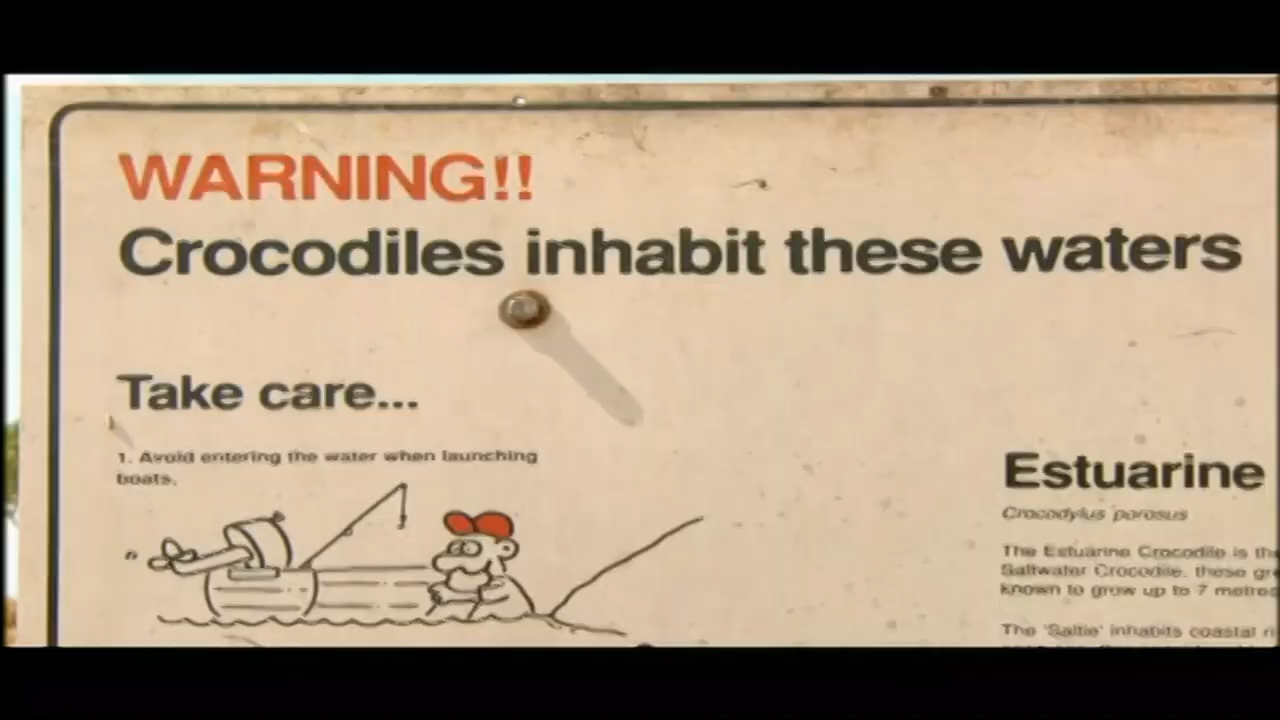 WARNING!!
Crocodiles inhabit these waters
Take care...
1. Avoid entering the water when launching
boats.
Estuarine
Crocodylus porosus
The Estuarine Crocodile is the
Saltwater Crocodile. these
known to grow up to 7 metres
The 'Saltie' inhabits coastal